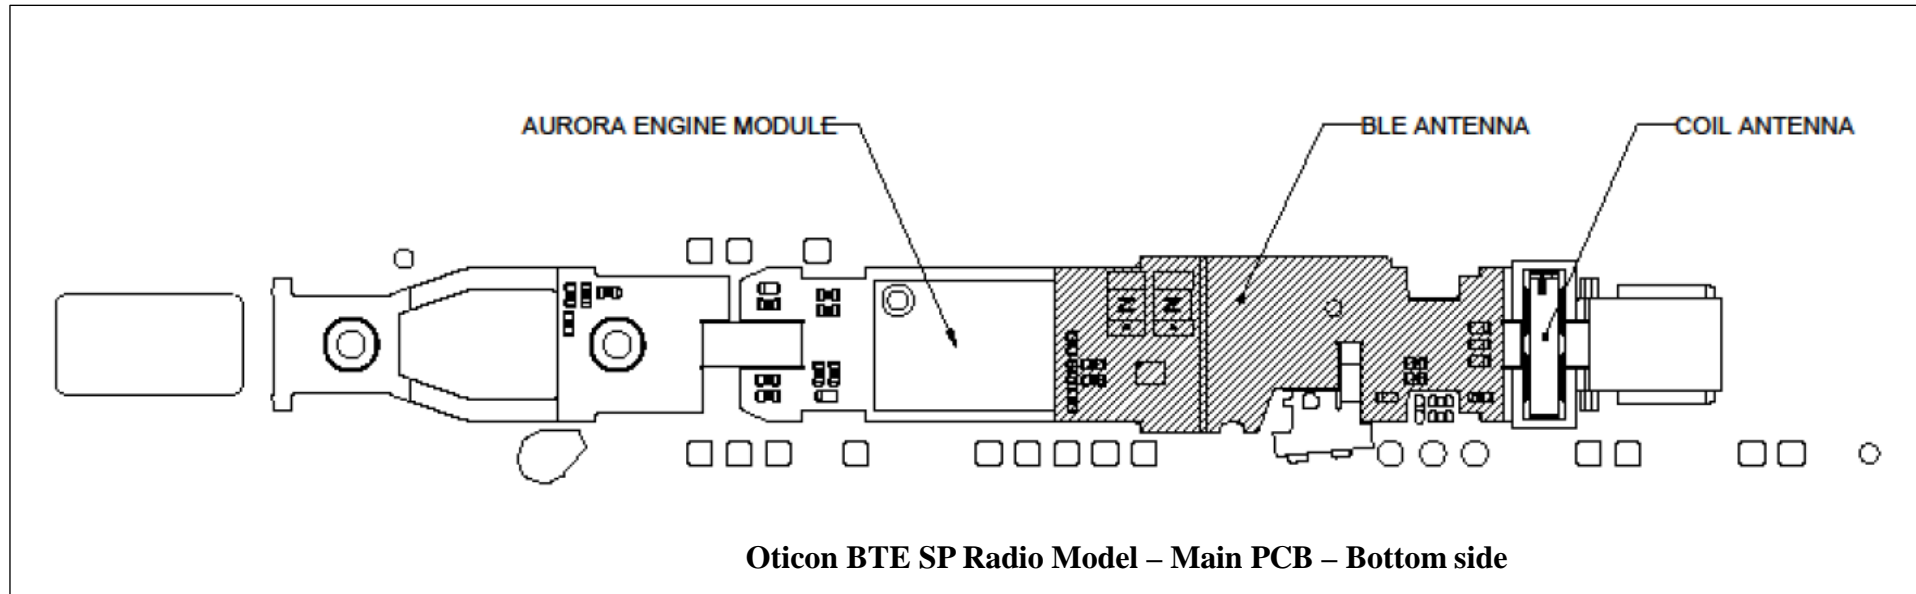 AURORA ENGINE MODULE
BLE ANTENNA
COIL ANTENNA
Oticon BTE SP Radio Model – Main PCB – Bottom side